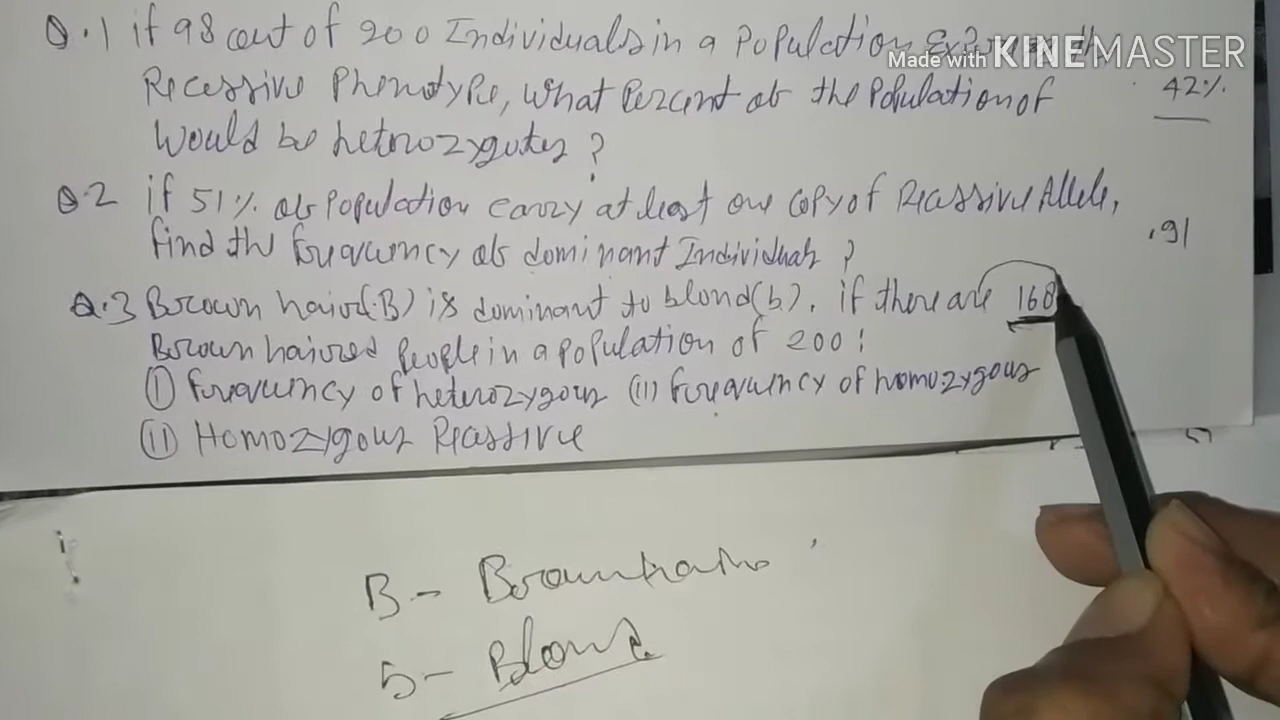 Q.1 if 98 out of 200 Individuals in a Population
Recessive Phenotype, What Percent of the Population of
Would be hetrozygutes ?
42%
Q.2 if 51% of Population carry at least one copy of Recessive Allele,
find the frequency of dominant Individuals ?
.91
Q.3 Brown hair(B) is dominant to blond(b). if there are 168
Brown haired People in a Population of 200 :
(I) frequency of heterozygous (II) frequency of homozygous
(II) Homozygous Recessive
B - Brown hair
b - Blond
Made with KINEMASTER